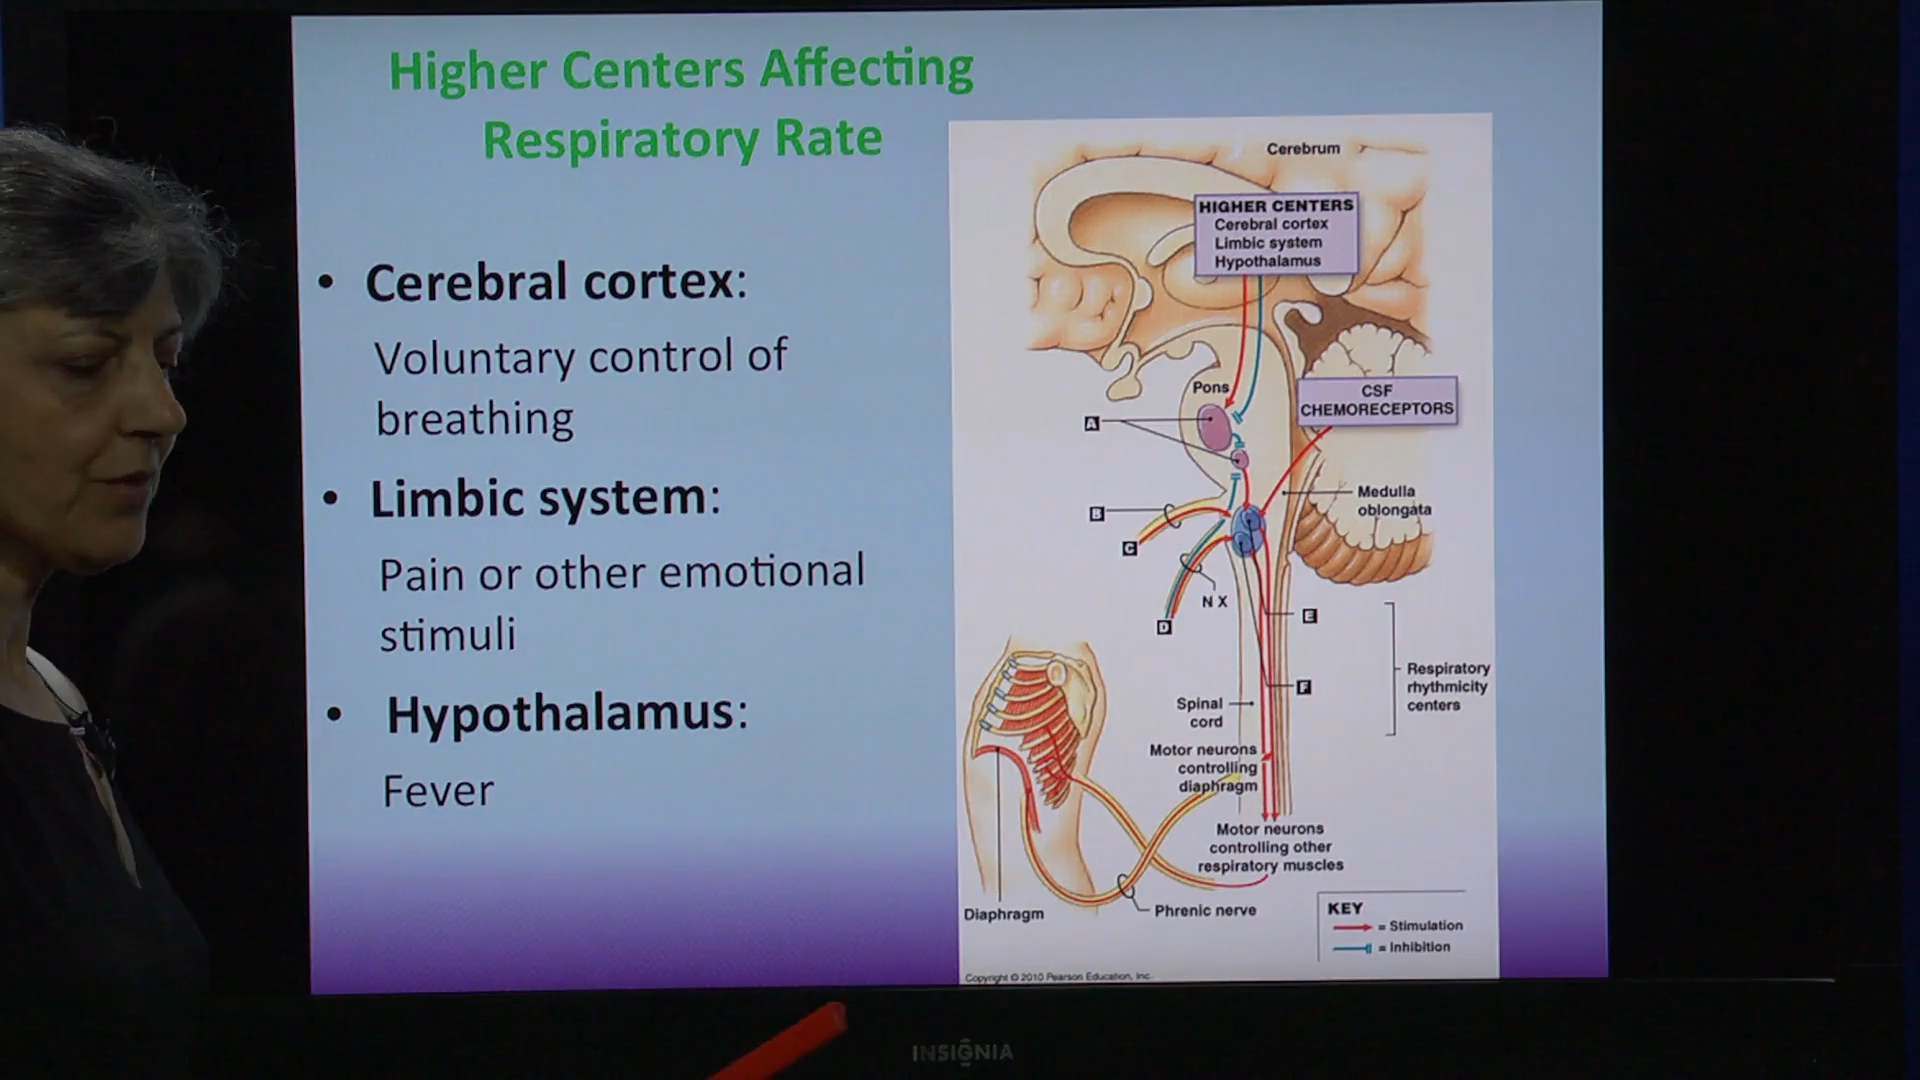 Higher Centers Affecting
Respiratory Rate
• Cerebral cortex:
Voluntary control of
breathing
• Limbic system:
Pain or other emotional
stimuli
• Hypothalamus:
Fever
Cerebrum
HIGHER CENTERS
Cerebral cortex
Limbic system
Hypothalamus
Pons
CSF
CHEMORECEPTORS
A
Medulla
oblongata
B
C
N X
D
E
F
Respiratory
rhythmicity
centers
Spinal
cord
Motor neurons
controlling
diaphragm
Motor neurons
controlling other
respiratory muscles
Diaphragm
Phrenic nerve
KEY
= Stimulation
= Inhibition
Copyright © 2010 Pearson Education, Inc.
INSIGNIA